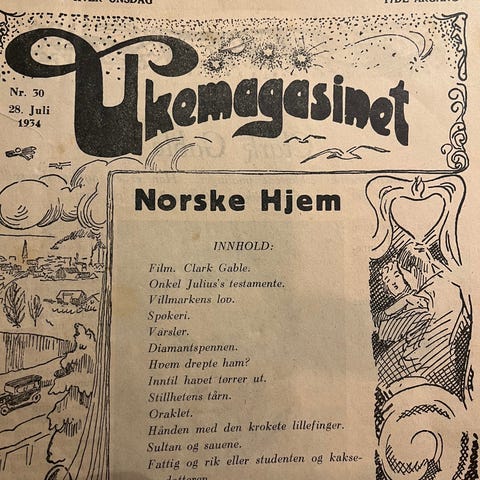 ONSDAG
Nr. 30
28. Juli
1934
Ukemagasinet
Norske Hjem
INNHOLD:
Film. Clark Gable.
Onkel Julius's testamente.
Villmarkens lov.
Spøkeri.
Varsler.
Diamantspennen.
Hvem drepte ham?
Inntil havet tørrer ut.
Stillhetens tårn.
Oraklet.
Hånden med den krokete lillefinger.
Sultan og sauene.
Fattig og rik eller studenten og kakse-